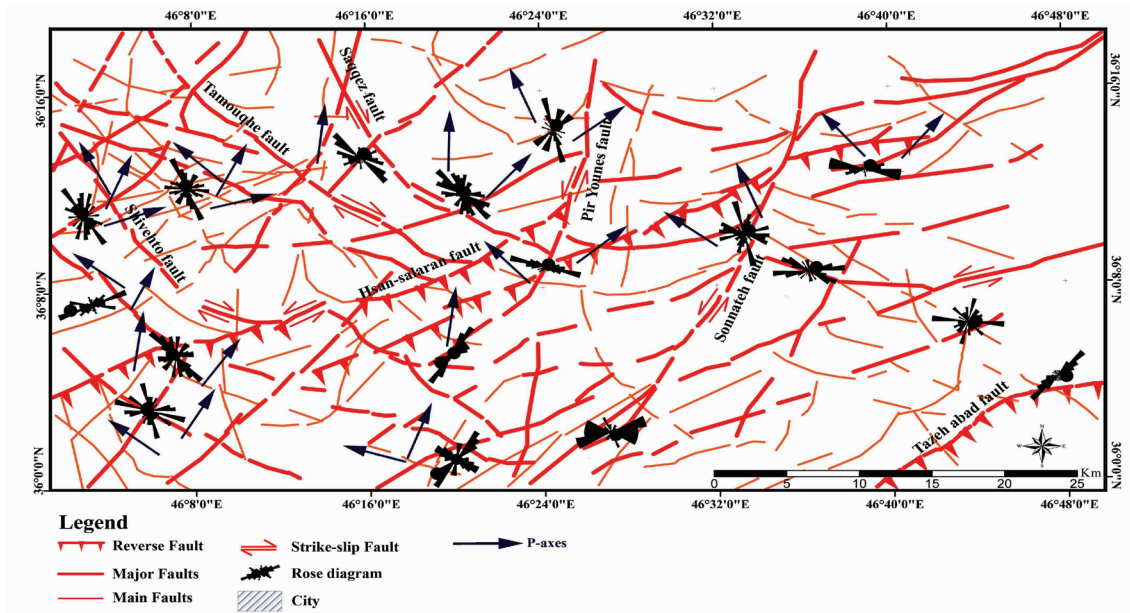 46°8'0"E 46°16'0"E 46°24'0"E 46°32'0"E 46°40'0"E 46°48'0"E
36°16'0"N
36°16'0"N
Saqqez fault
Tamouqhe fault
Pir Younes fault
Shivehto fault
36°8'0"N
Hsan-salaran fault
Sonnateh fault
36°8'0"N
Tazeh abad fault
N
W E
S
36°0'0"N
36°0'0"N
Km
0 5 10 15 20 25
46°8'0"E 46°16'0"E 46°24'0"E 46°32'0"E 46°40'0"E 46°48'0"E
Legend
Reverse Fault Strike-slip Fault P-axes
Major Faults Rose diagram
Main Faults City